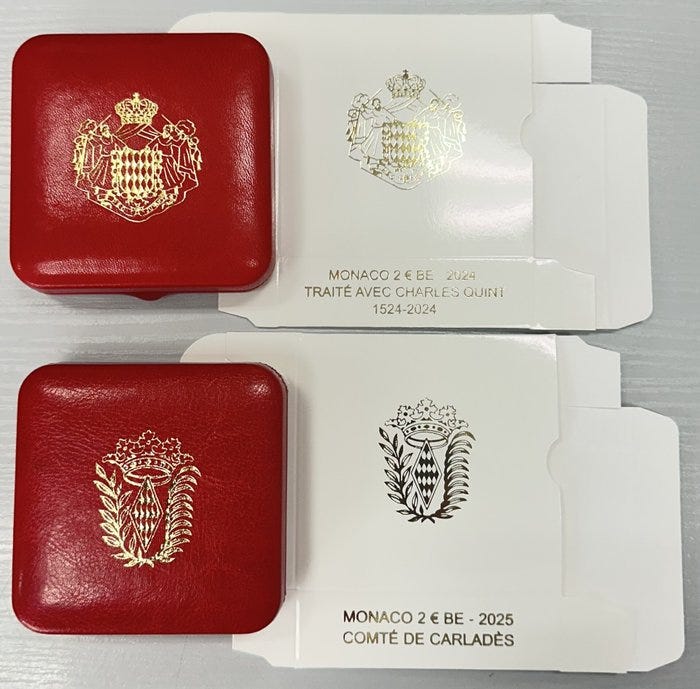 MONACO 2 € BE - 2024
TRAITÉ AVEC CHARLES QUINT
1524-2024
MONACO 2 € BE - 2025
COMTÉ DE CARLADÈS